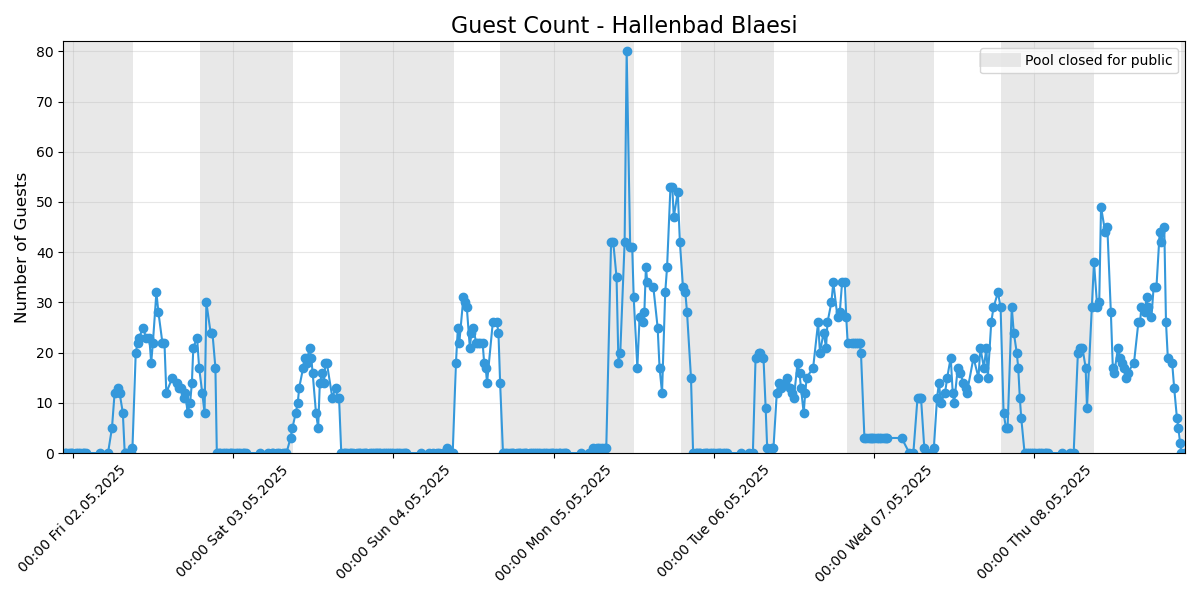 Guest Count - Hallenbad Blaesi
Pool closed for public
Number of Guests
80
70
60
50
40
30
20
10
0
00:00 Fri 02.05.2025
00:00 Sat 03.05.2025
00:00 Sun 04.05.2025
00:00 Mon 05.05.2025
00:00 Tue 06.05.2025
00:00 Wed 07.05.2025
00:00 Thu 08.05.2025